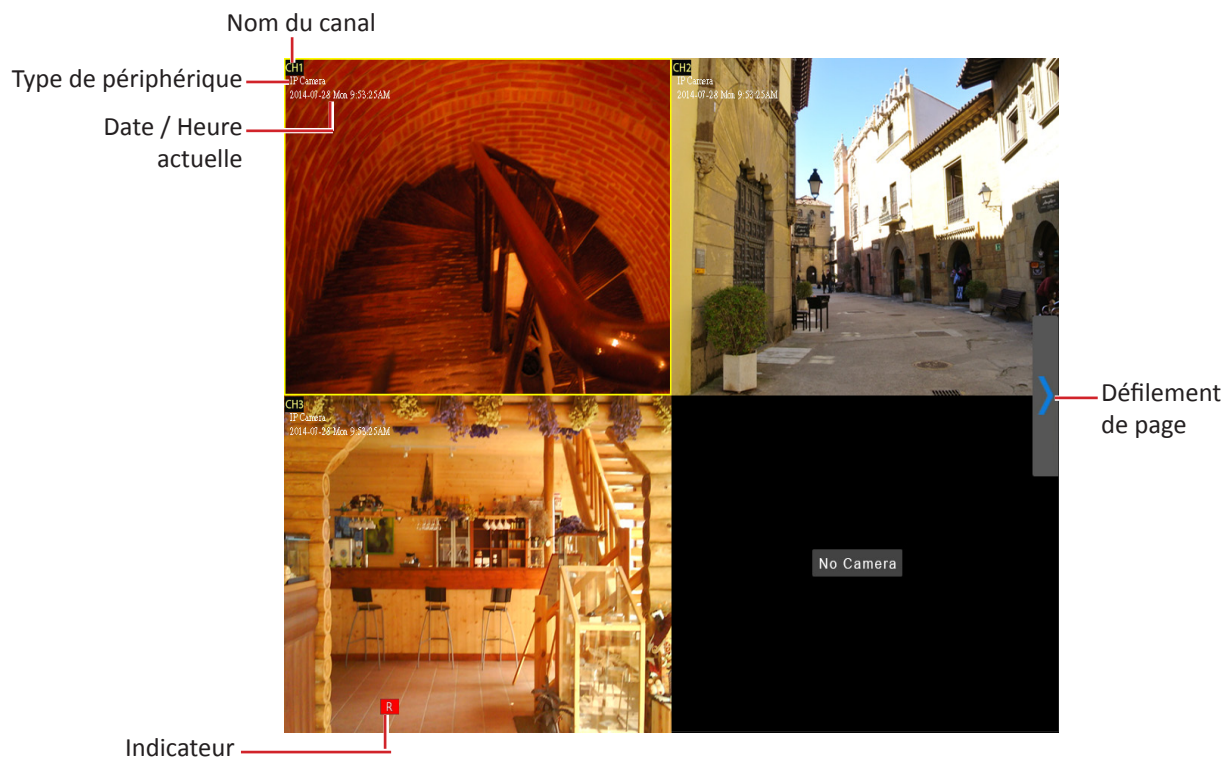 Nom du canal
Type de périphérique
Date / Heure
actuelle
CH1
IP Camera
2014-07-28 Mon 9:53:25AM
CH2
IP Camera
2014-07-28 Mon 9:53:25AM
Défilement
de page
CH3
IP Camera
2014-07-28 Mon 9:53:25AM
No Camera
R
Indicateur